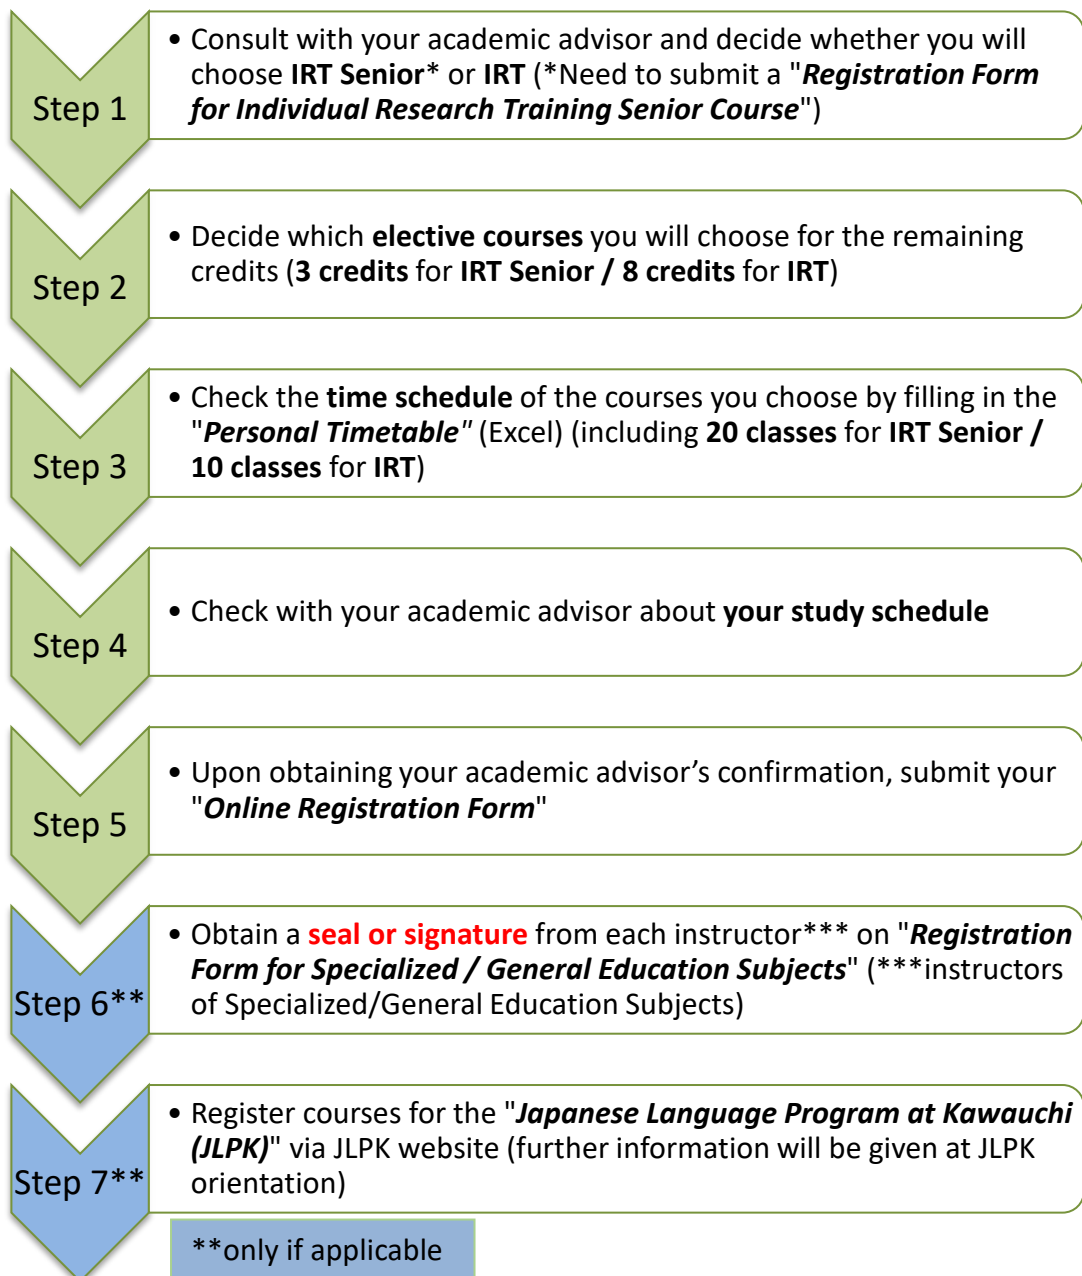 Step 1
• Consult with your academic advisor and decide whether you will
choose IRT Senior* or IRT (*Need to submit a "Registration Form
for Individual Research Training Senior Course")
Step 2
• Decide which elective courses you will choose for the remaining
credits (3 credits for IRT Senior / 8 credits for IRT)
Step 3
• Check the time schedule of the courses you choose by filling in the
"Personal Timetable" (Excel) (including 20 classes for IRT Senior /
10 classes for IRT)
Step 4
• Check with your academic advisor about your study schedule
Step 5
• Upon obtaining your academic advisor’s confirmation, submit your
"Online Registration Form"
Step 6**
• Obtain a seal or signature from each instructor*** on "Registration
Form for Specialized / General Education Subjects" (***instructors
of Specialized/General Education Subjects)
Step 7**
• Register courses for the "Japanese Language Program at Kawauchi
(JLPK)" via JLPK website (further information will be given at JLPK
orientation)
**only if applicable